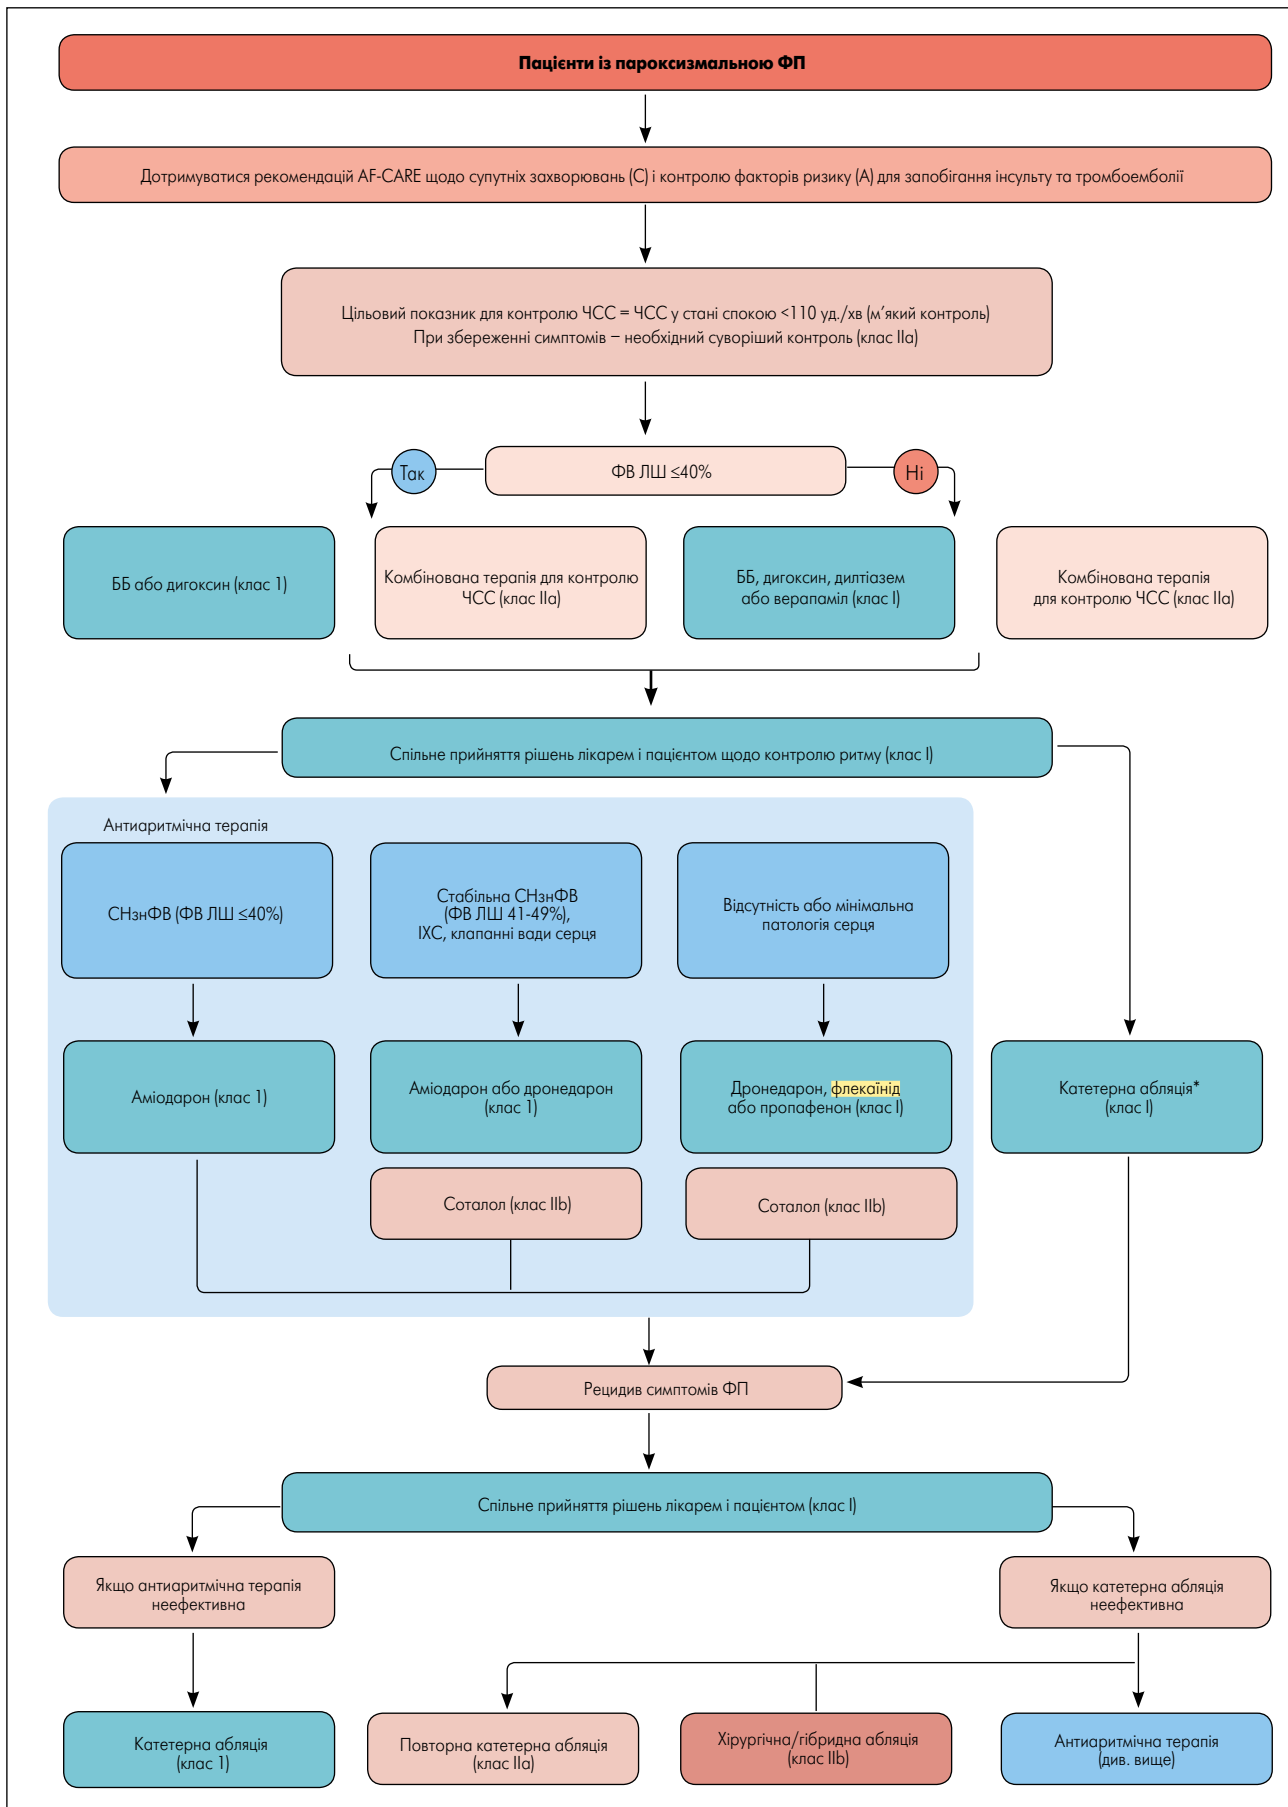 Пацієнти із пароксизмальною ФП
Дотримуватися рекомендацій AF-CARE щодо супутніх захворювань (С) і контролю факторів ризику (А) для запобігання інсульту та тромбоемболії
Цільовий показник для контролю ЧСС = ЧСС у стані спокою <110 уд./хв (м’який контроль)
При збереженні симптомів – необхідний суворіший контроль (клас IIa)
Так
ФВ ЛШ ≤40%
Ні
ББ або дигоксин (клас 1)
Комбінована терапія для контролю
ЧСС (клас IIa)
ББ, дигоксин, дилтіазем
або верапаміл (клас I)
Комбінована терапія
для контролю ЧСС (клас IIa)
Спільне прийняття рішень лікарем і пацієнтом щодо контролю ритму (клас I)
Антиаритмічна терапія
СНзнФВ (ФВ ЛШ ≤40%)
Стабільна СНзнФВ
(ФВ ЛШ 41-49%),
ІХС, клапанні вади серця
Відсутність або мінімальна
патологія серця
Аміодарон (клас 1)
Аміодарон або дронедарон
(клас 1)
Дронедарон, флекаїнід
або пропафенон (клас I)
Катетерна абляція*
(клас I)
Соталол (клас IIb)
Соталол (клас IIb)
Рецидив симптомів ФП
Спільне прийняття рішень лікарем і пацієнтом (клас I)
Якщо антиаритмічна терапія
неефективна
Якщо катетерна абляція
неефективна
Катетерна абляція
(клас 1)
Повторна катетерна абляція
(клас IIa)
Хірургічна/гібридна абляція
(клас IIb)
Антиаритмічна терапія
(див. вище)